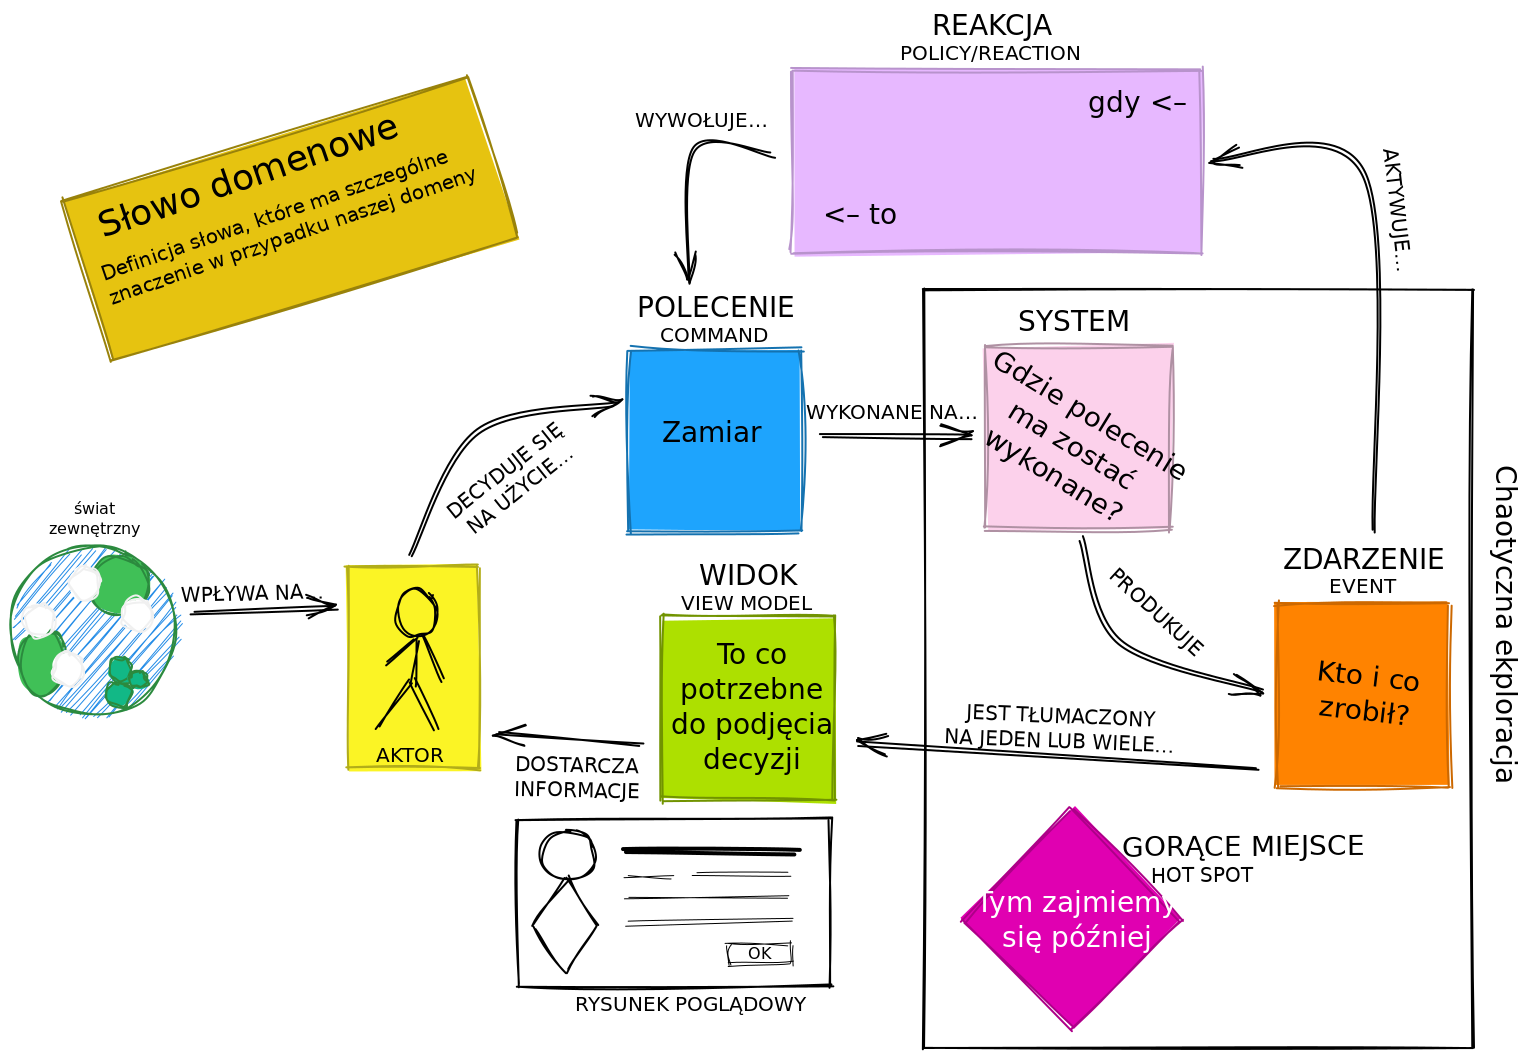 REAKCJA
POLICY/REACTION
gdy <–
<– to
WYWOŁUJE...
AKTYWUJE...
Słowo domenowe
Definicja słowa, które ma szczególne
znaczenie w przypadku naszej domeny
POLECENIE
COMMAND
Zamiar
WYKONANE NA...
SYSTEM
Gdzie polecenie
ma zostać
wykonane?
DECYDUJE SIĘ
NA UŻYCIE...
świat
zewnętrzny
WPŁYWA NA...
AKTOR
WIDOK
VIEW MODEL
To co
potrzebne
do podjęcia
decyzji
DOSTARCZA
INFORMACJE
PRODUKUJE
ZDARZENIE
EVENT
Kto i co
zrobił?
JEST TŁUMACZONY
NA JEDEN LUB WIELE...
Chaotyczna ekploracja
GORĄCE MIEJSCE
HOT SPOT
Tym zajmiemy
się później
OK
RYSUNEK POGLĄDOWY